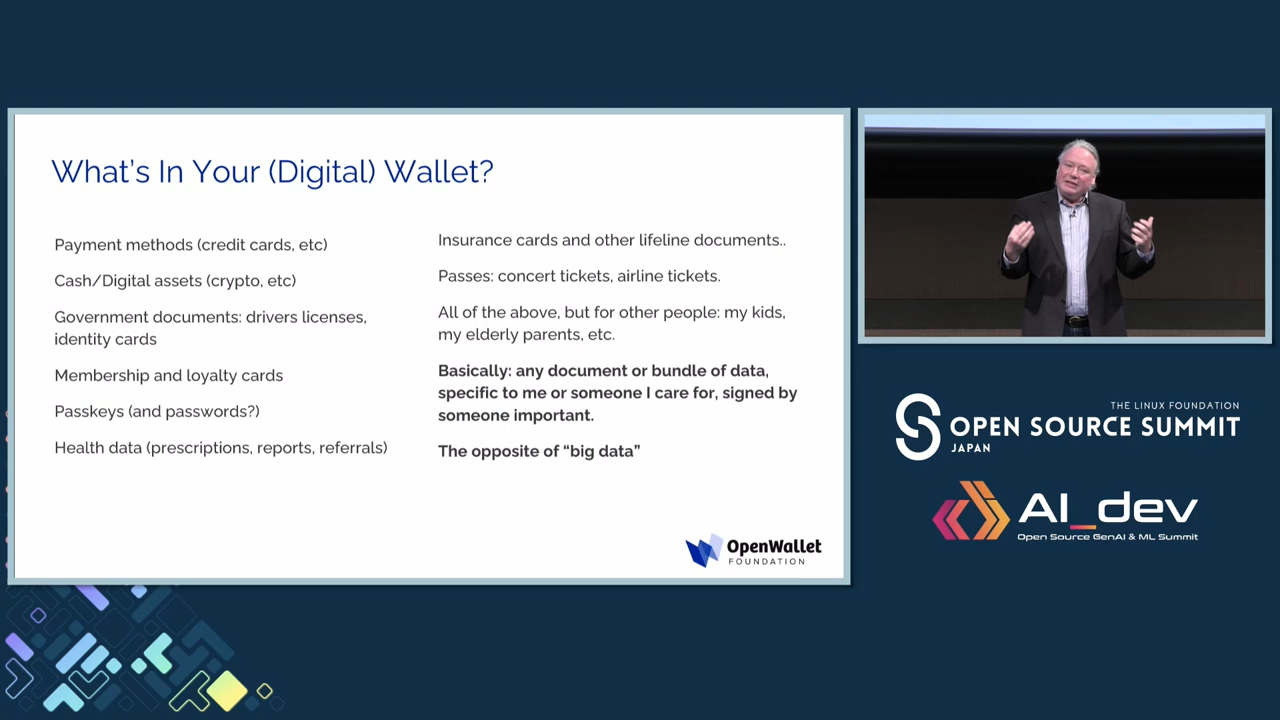 What's In Your (Digital) Wallet?
Payment methods (credit cards, etc)
Cash/Digital assets (crypto, etc)
Government documents: drivers licenses,
identity cards
Membership and loyalty cards
Passkeys (and passwords?)
Health data (prescriptions, reports, referrals)
Insurance cards and other lifeline documents..
Passes: concert tickets, airline tickets.
All of the above, but for other people: my kids,
my elderly parents, etc.
Basically: any document or bundle of data,
specific to me or someone I care for, signed by
someone important.
The opposite of “big data”
OpenWallet
FOUNDATION
THE LINUX FOUNDATION
OPEN SOURCE SUMMIT
JAPAN
AI_dev
Open Source GenAI & ML Summit